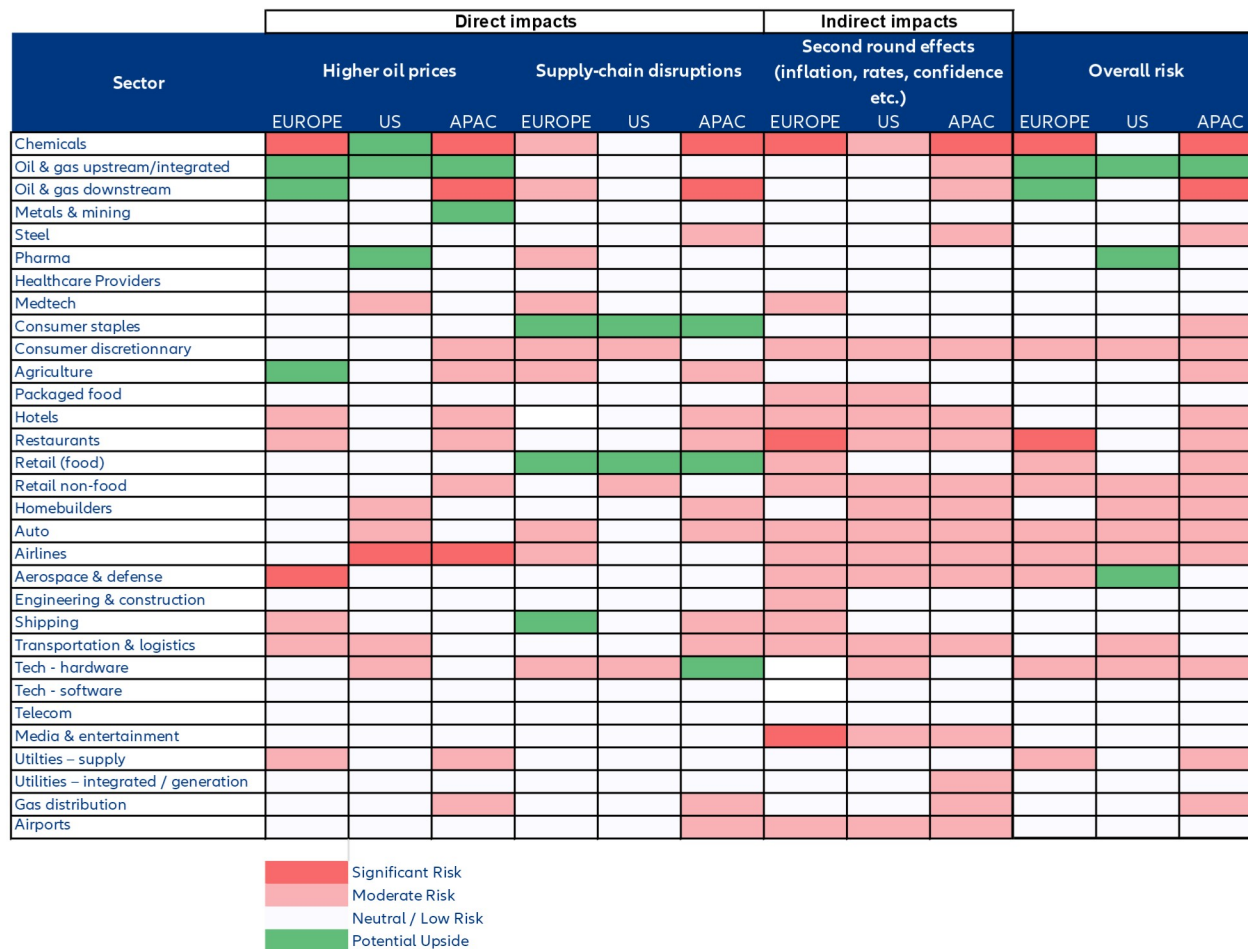 Direct impacts Indirect impacts
Sector Higher oil prices Supply-chain disruptions Second round effects
(inflation, rates, confidence
etc.) Overall risk
EUROPE US APAC EUROPE US APAC EUROPE US APAC EUROPE US APAC
Chemicals
Oil & gas upstream/integrated
Oil & gas downstream
Metals & mining
Steel
Pharma
Healthcare Providers
Medtech
Consumer staples
Consumer discretionnary
Agriculture
Packaged food
Hotels
Restaurants
Retail (food)
Retail non-food
Homebuilders
Auto
Airlines
Aerospace & defense
Engineering & construction
Shipping
Transportation & logistics
Tech - hardware
Tech - software
Telecom
Media & entertainment
Utilties – supply
Utilities – integrated / generation
Gas distribution
Airports
Significant Risk
Moderate Risk
Neutral / Low Risk
Potential Upside